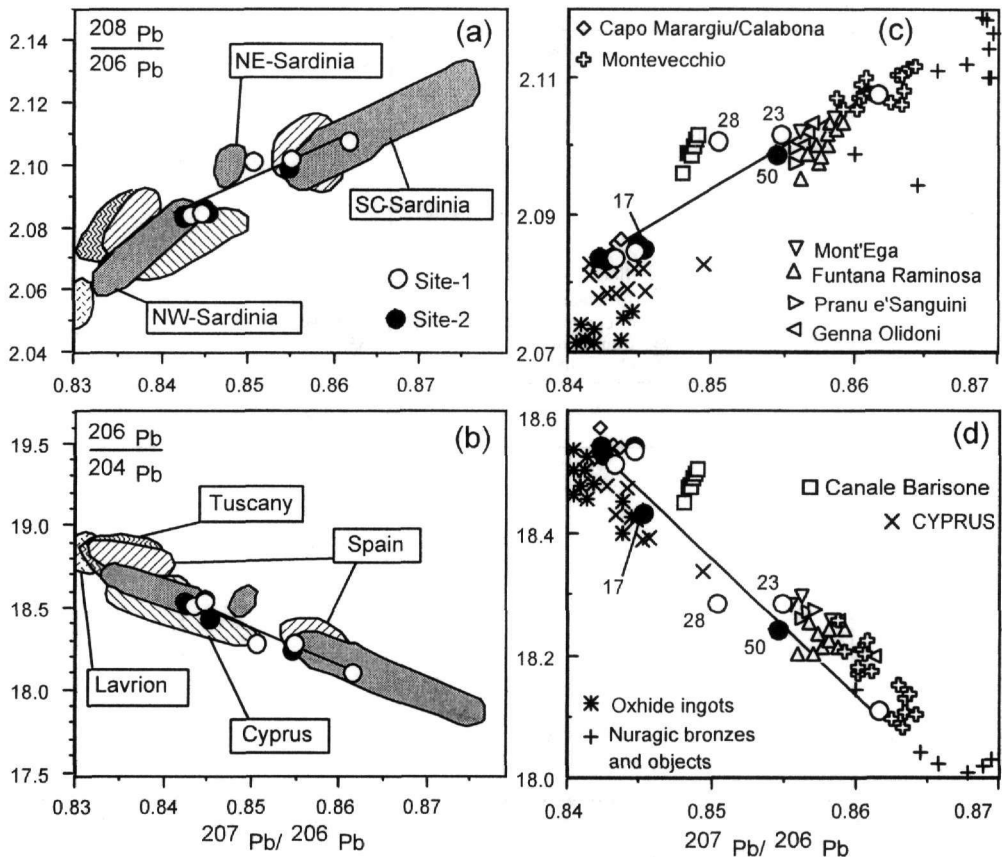 (a)
208 Pb
206 Pb
2.14
2.12
2.10
2.08
2.06
2.04
NE-Sardinia
SC-Sardinia
NW-Sardinia
Site-1
Site-2
0.83 0.84 0.85 0.86 0.87
(c)
Capo Marargiu/Calabona
Montevecchio
2.11
2.09
2.07
28
23
50
17
Mont'Ega
Funtana Raminosa
Pranu e'Sanguini
Genna Olidoni
0.84 0.85 0.86 0.87
(b)
206 Pb
204 Pb
19.5
19.0
18.5
18.0
17.5
Tuscany
Spain
Lavrion
Cyprus
0.83 0.84 0.85 0.86 0.87
207 Pb/ 206 Pb
(d)
18.6
18.4
18.2
18.0
Canale Barisone
CYPRUS
17
23
28
50
Oxhide ingots
Nuragic bronzes
and objects
0.84 0.85 0.86 0.87
207 Pb/ 206 Pb